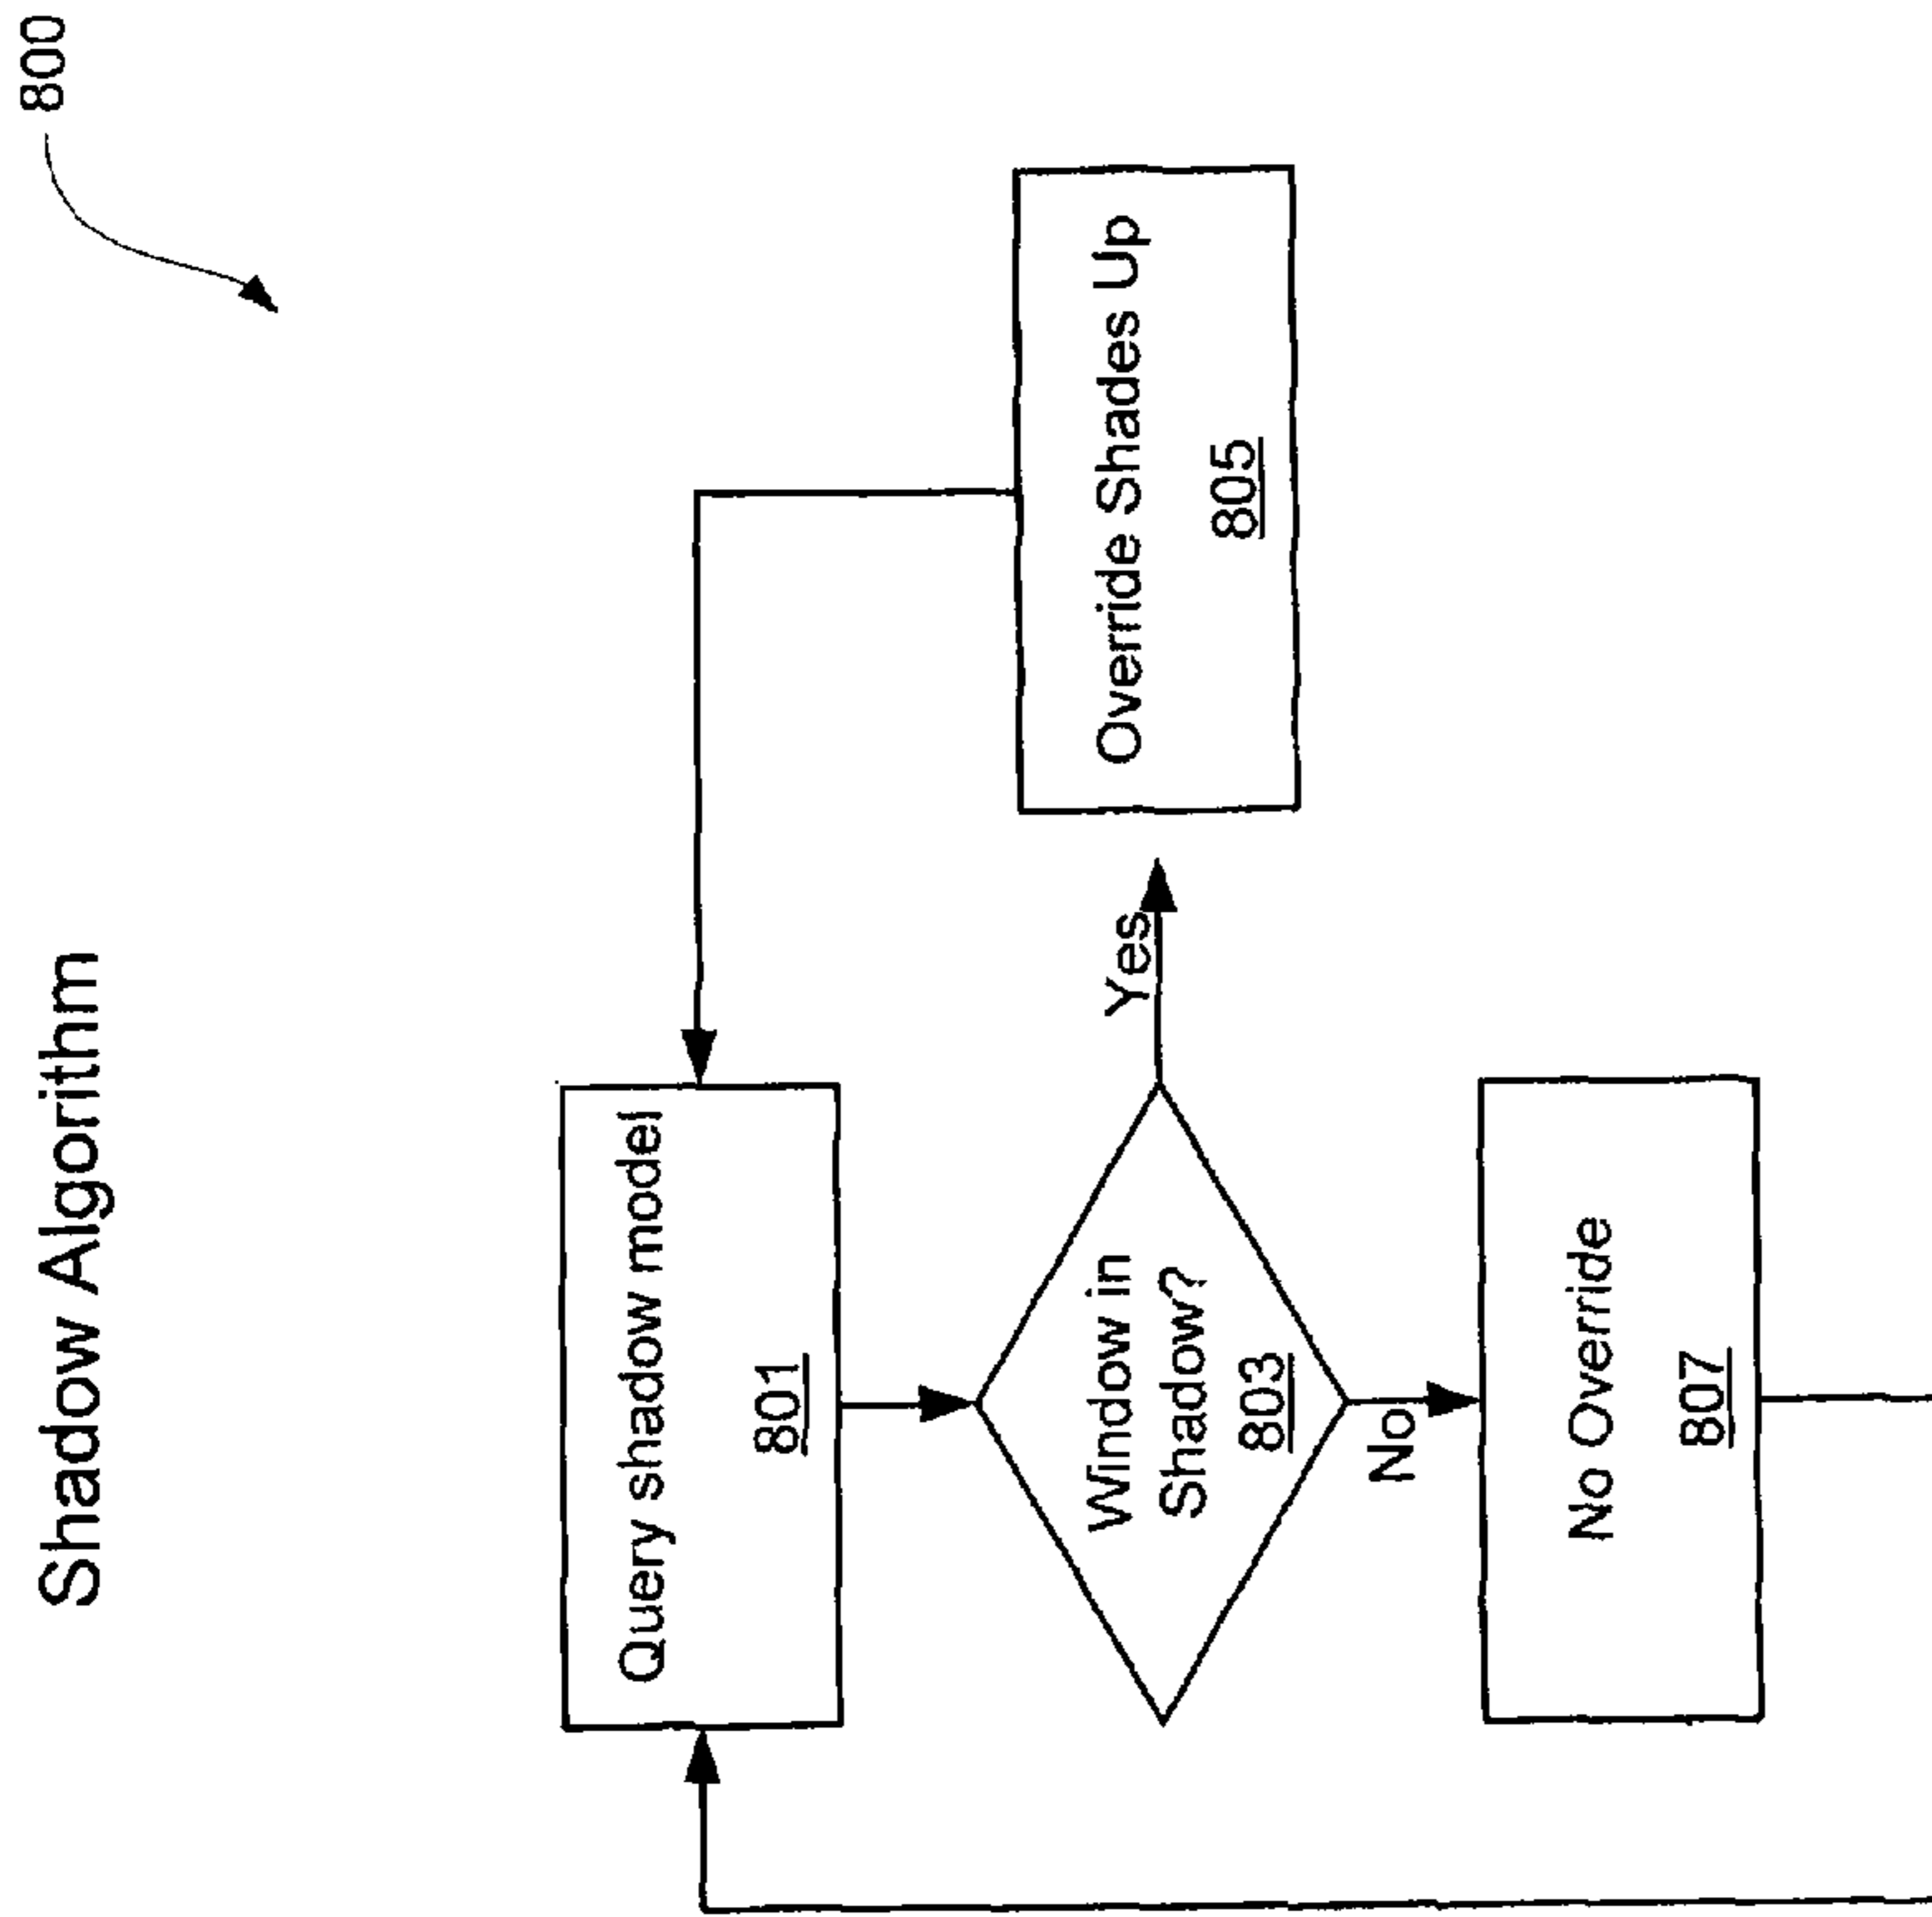 800
Shadow Algorithm
Query shadow model
801
Window in
Shadow?
803
Yes
Override Shades Up
805
No
No Override
807